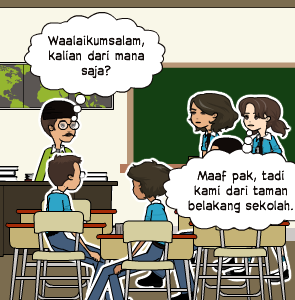 Waalaikumsalam,
kalian dari mana
saja?
Maaf pak, tadi
kami dari taman
belakang sekolah.